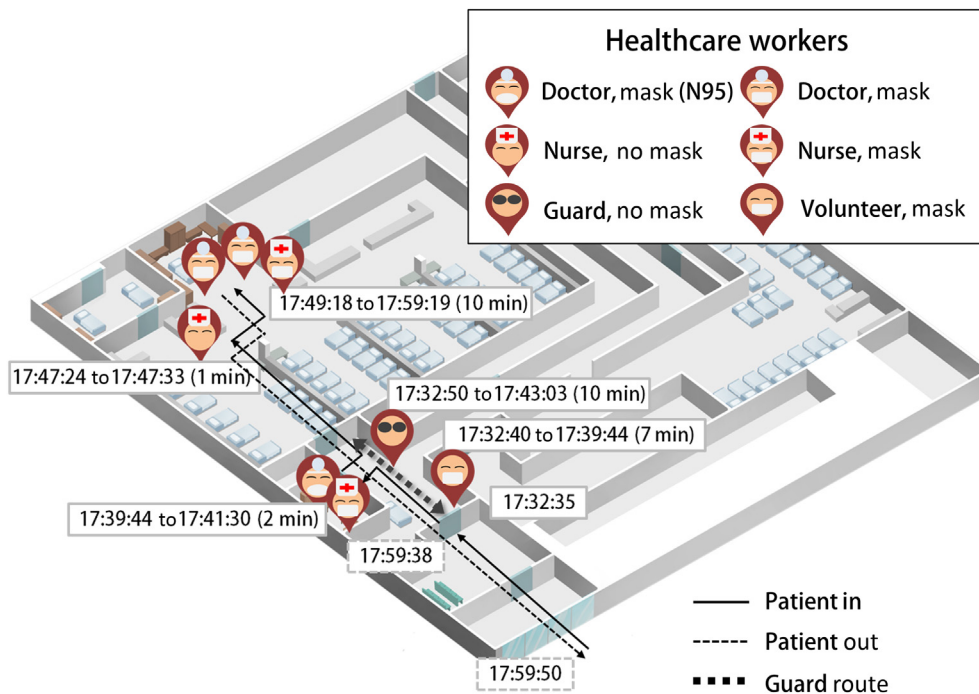 Healthcare workers
Doctor, mask (N95)
Doctor, mask
Nurse, no mask
Nurse, mask
Guard, no mask
Volunteer, mask
17:49:18 to 17:59:19 (10 min)
17:47:24 to 17:47:33 (1 min)
17:32:50 to 17:43:03 (10 min)
17:32:40 to 17:39:44 (7 min)
17:32:35
17:39:44 to 17:41:30 (2 min)
17:59:38
Patient in
Patient out
17:59:50
Guard route